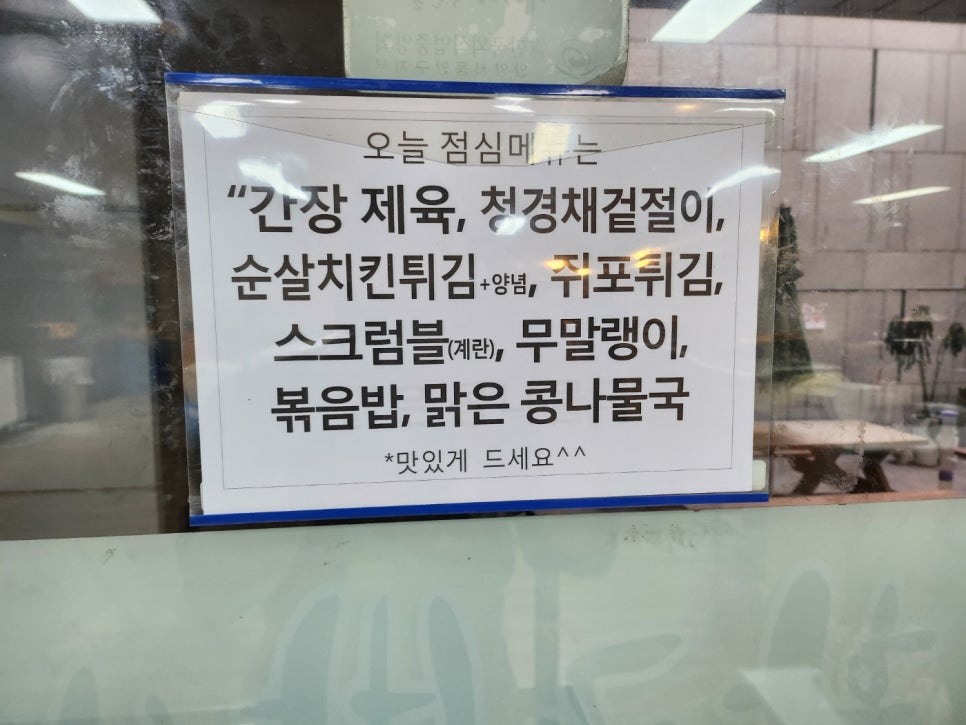 오늘 점심메뉴는
“간장 제육, 청경채겉절이,
순살치킨튀김+양념, 쥐포튀김,
스크럼블(계란), 무말랭이,
볶음밥, 맑은 콩나물국
*맛있게 드세요^^